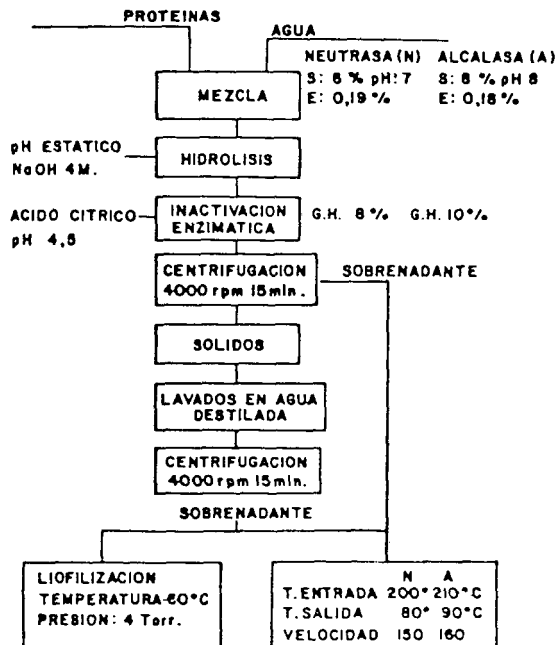 PROTEINAS
AGUA
NEUTRASA (N) ALCALASA (A)
S: 6 % pH: 7 S: 6 % pH 8
E: 0,19 % E: 0,18 %
MEZCLA
pH ESTATICO
NaOH 4M.
HIDROLISIS
ACIDO CITRICO
pH 4,5
INACTIVACION
ENZIMATICA
G.H. 8 % G.H. 10 %
CENTRIFUGACION
4000 rpm 15 min.
SOBRENADANTE
SOLIDOS
LAVADOS EN AGUA
DESTILADA
CENTRIFUGACION
4000 rpm 15 min.
SOBRENADANTE
LIOFILIZACION
TEMPERATURA-60°C
PRESION: 4 Torr.
N A
T. ENTRADA 200° 210°C
T. SALIDA 80° 90°C
VELOCIDAD 150 160